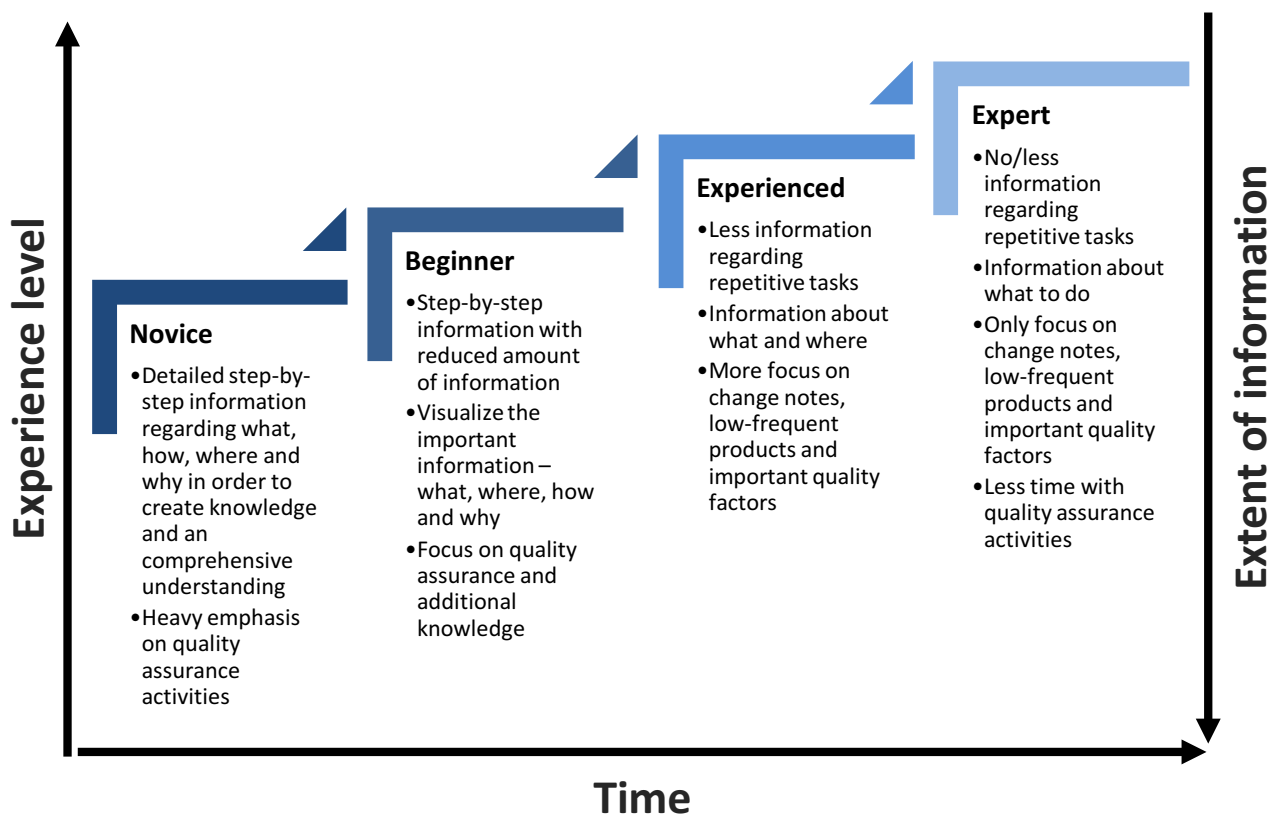 Experience level
Novice
•Detailed step-by-
step information
regarding what,
how, where and
why in order to
create knowledge
and an
comprehensive
understanding
•Heavy emphasis
on quality
assurance
activities
Beginner
•Step-by-step
information with
reduced amount
of information
•Visualize the
important
information –
what, where, how
and why
•Focus on quality
assurance and
additional
knowledge
Experienced
•Less information
regarding
repetitive tasks
•Information about
what and where
•More focus on
change notes,
low-frequent
products and
important quality
factors
Expert
•No/less
information
regarding
repetitive tasks
•Information about
what to do
•Only focus on
change notes,
low-frequent
products and
important quality
factors
•Less time with
quality assurance
activities
Extent of information
Time